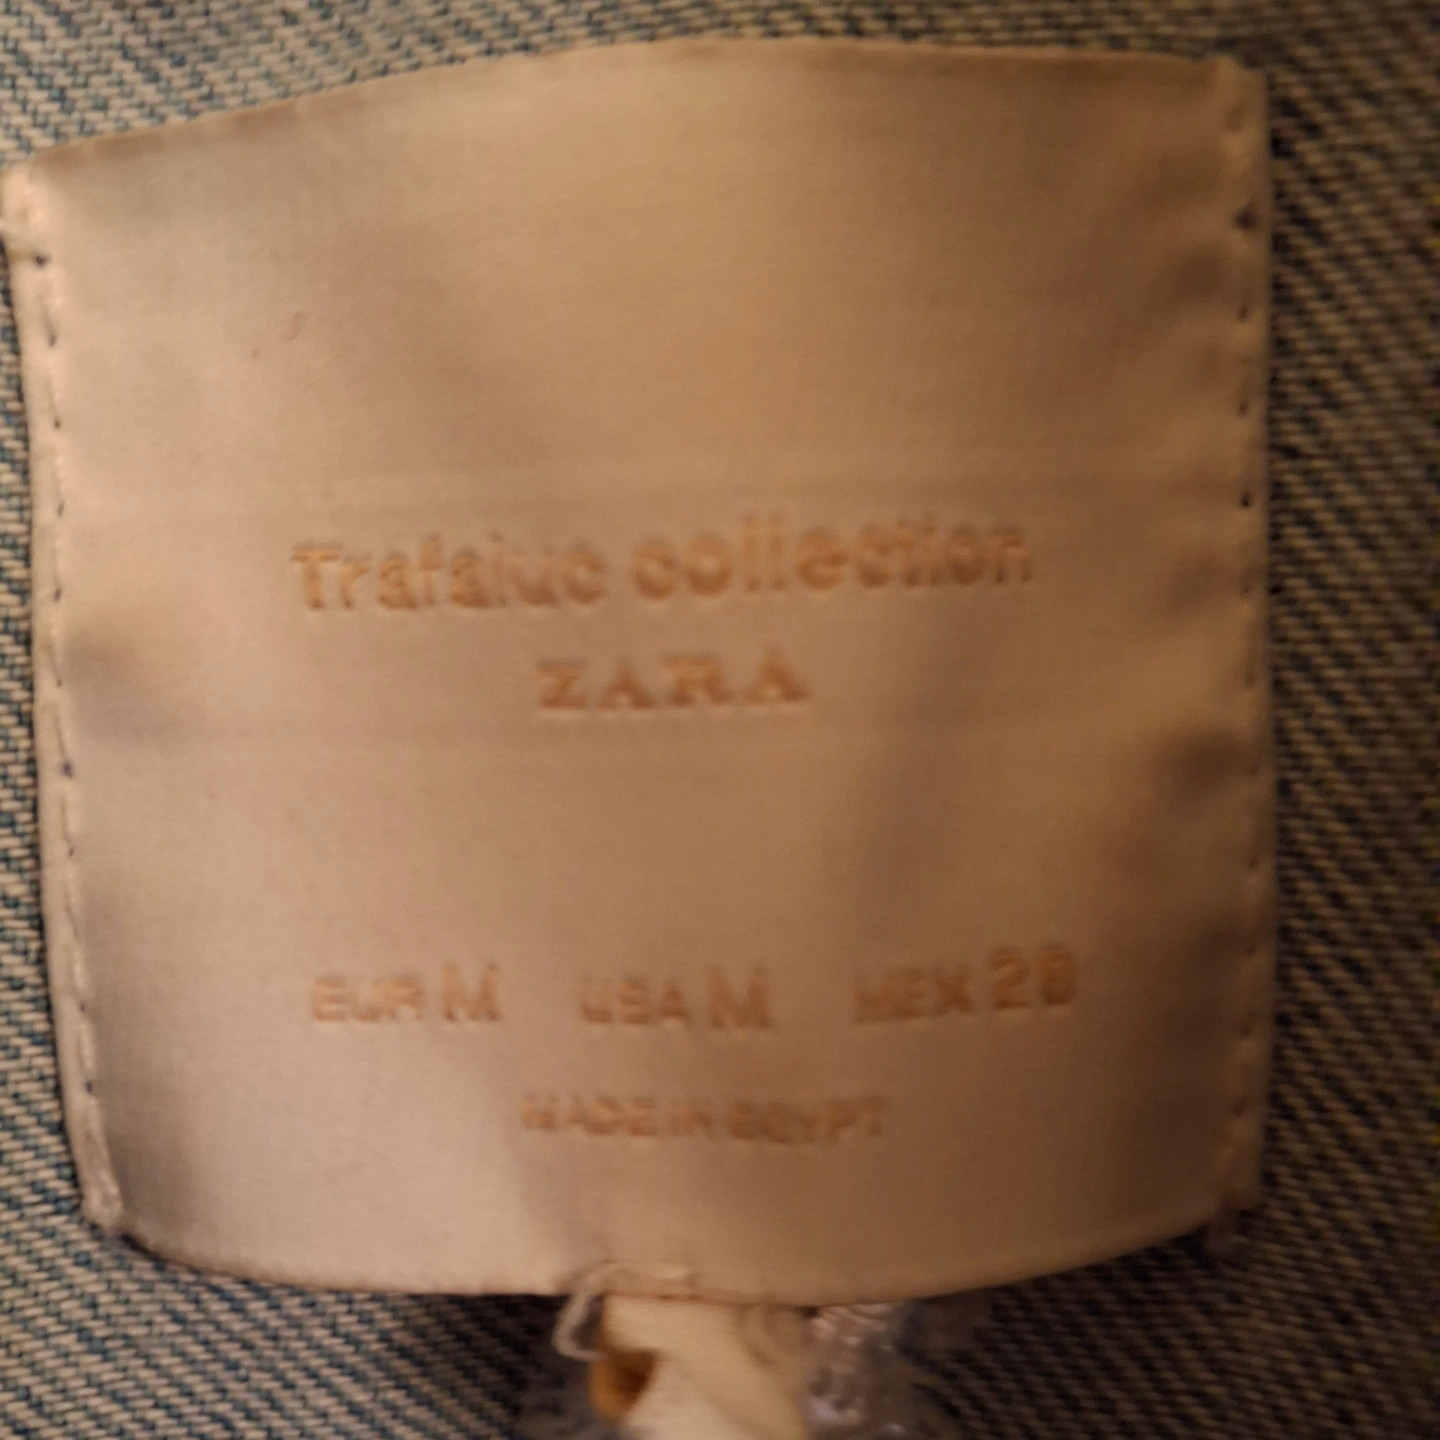 Trafaluc collection
ZARA
EUR M USA M MEX 28
MADE IN EGYPT